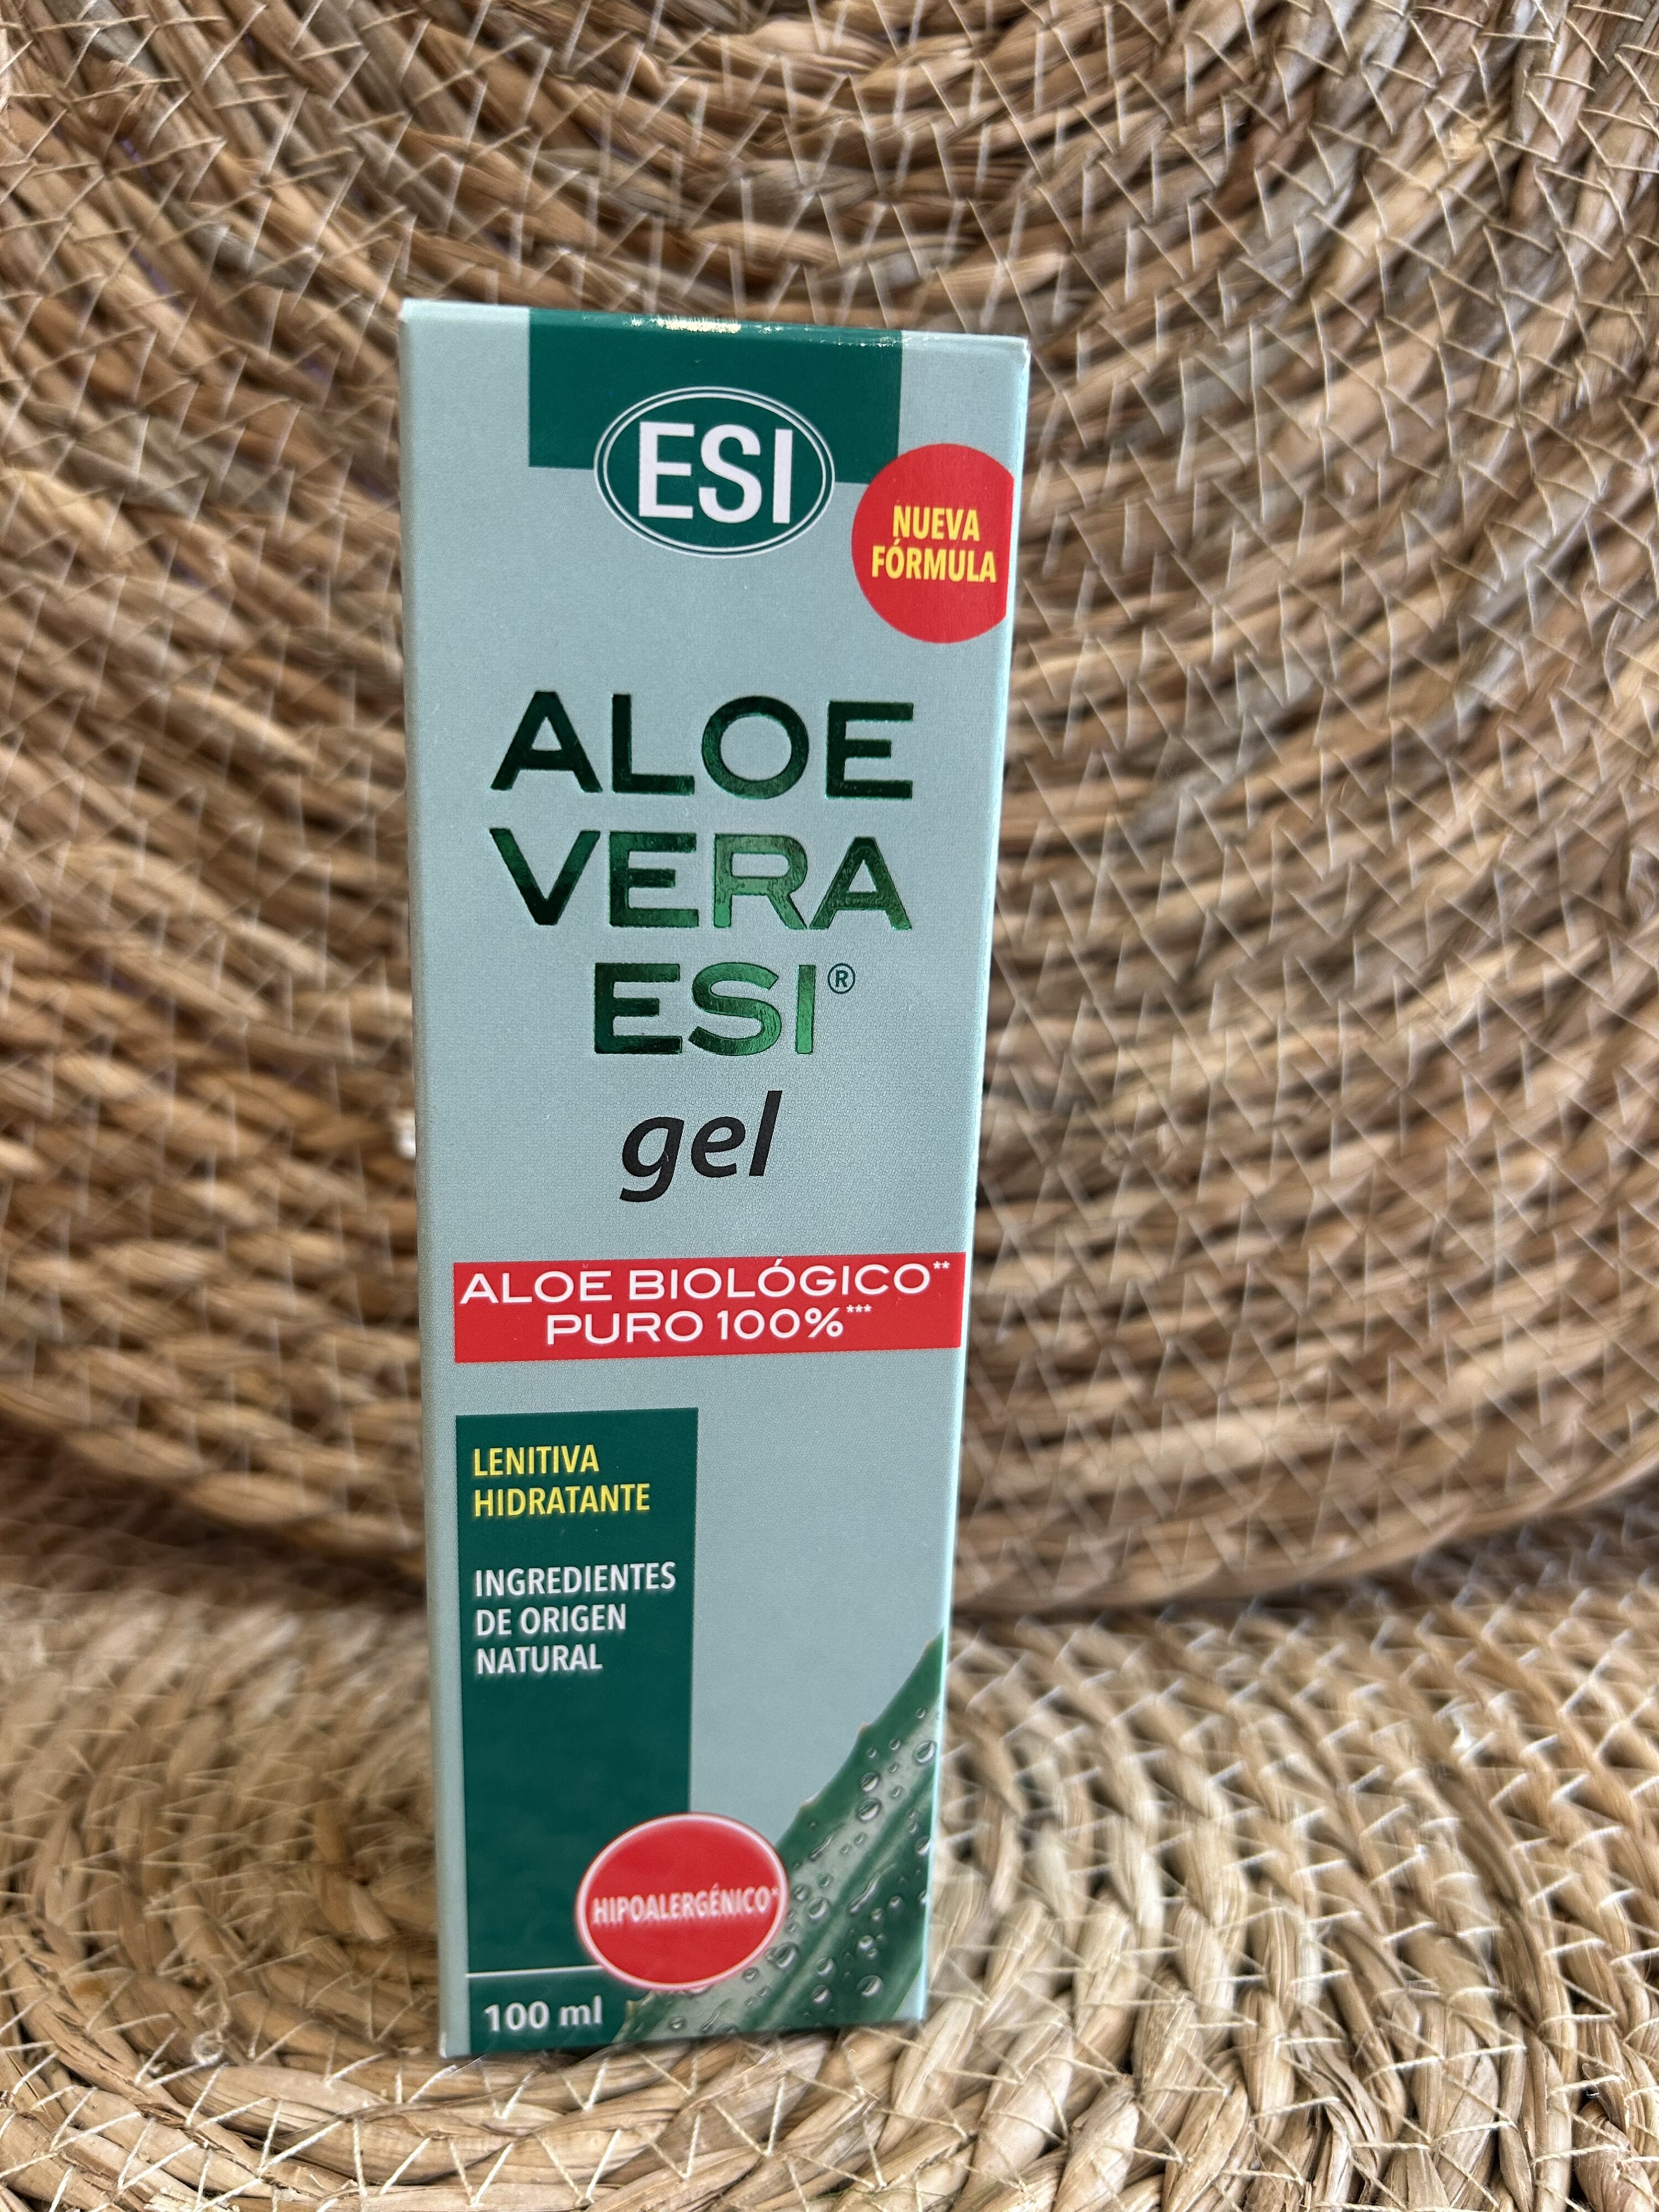 ESI
NUEVA
FÓRMULA
ALOE
VERA
ESI®
gel
ALOE BIOLÓGICO**
PURO 100%***
LENITIVA
HIDRATANTE
INGREDIENTES
DE ORIGEN
NATURAL
HIPOALERGÉNICO*
100 ml